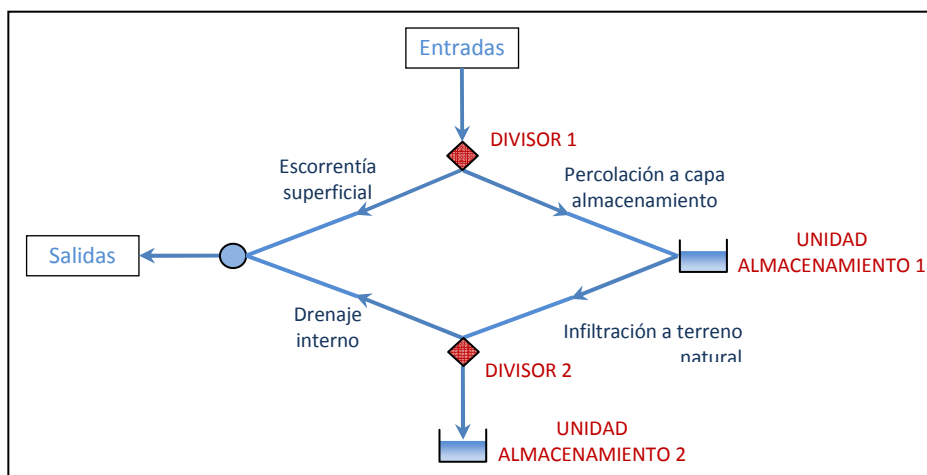 Entradas
DIVISOR 1
Escorrentía
superficial
Percolación a capa
almacenamiento
Salidas
UNIDAD
ALMACENAMIENTO 1
Drenaje
interno
Infiltración a terreno
natural
DIVISOR 2
UNIDAD
ALMACENAMIENTO 2